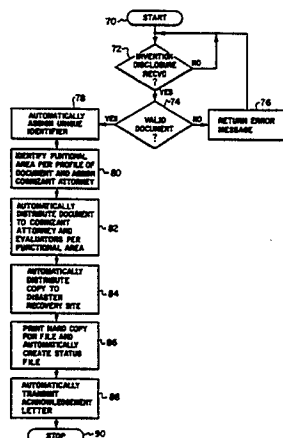 70
START
72
INVENTION
DISCLOSURE
RECVD
?
NO
YES
74
VALID
DOCUMENT
?
YES
NO
76
RETURN ERROR
MESSAGE
78
AUTOMATICALLY
ASSIGN UNIQUE
IDENTIFIER
IDENTIFY FUNTIONAL
AREA PER PROFILE OF
DOCUMENT AND ASSIGN
COGNIZANT ATTORNEY
80
AUTOMATICALLY
DISTRIBUTE DOCUMENT
TO COGNIZANT
ATTORNEY AND
EVALUATORS PER
FUNCTIONAL AREA
82
AUTOMATICALLY
DISTRIBUTE
COPY TO
DISASTER
RECOVERY SITE
84
PRINT HARD COPY
FOR FILE AND
AUTOMATICALLY
CREATE STATUS
FILE
86
AUTOMATICALLY
TRANSMIT
ACKNOWLEDGEMENT
LETTER
88
STOP
90